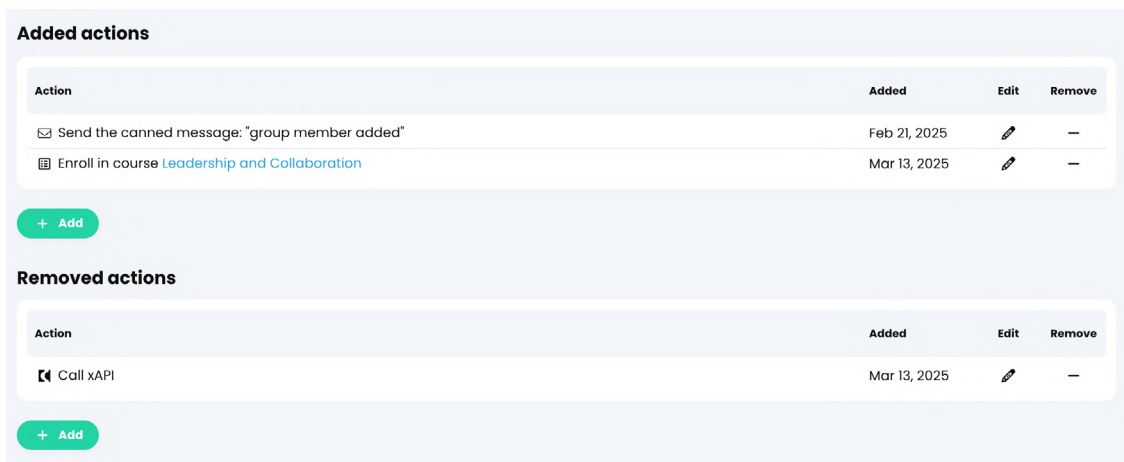 Added actions
Action Added Edit Remove
Send the canned message: "group member added" Feb 21, 2025
Enroll in course Leadership and Collaboration Mar 13, 2025
+ Add
Removed actions
Action Added Edit Remove
Call xAPI Mar 13, 2025
+ Add